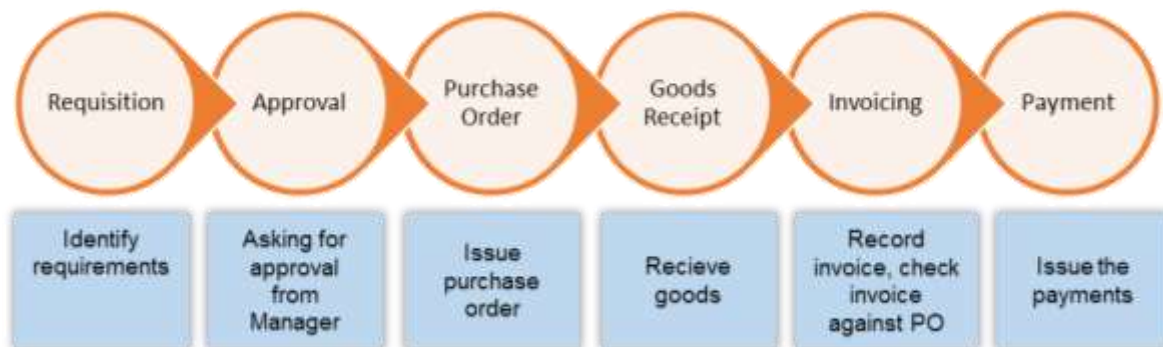 Requisition
Approval
Purchase
Order
Goods
Receipt
Invoicing
Payment
Identify
requirements
Asking for
approval
from
Manager
Issue
purchase
order
Recieve
goods
Record
invoice, check
invoice
against PO
Issue the
payments